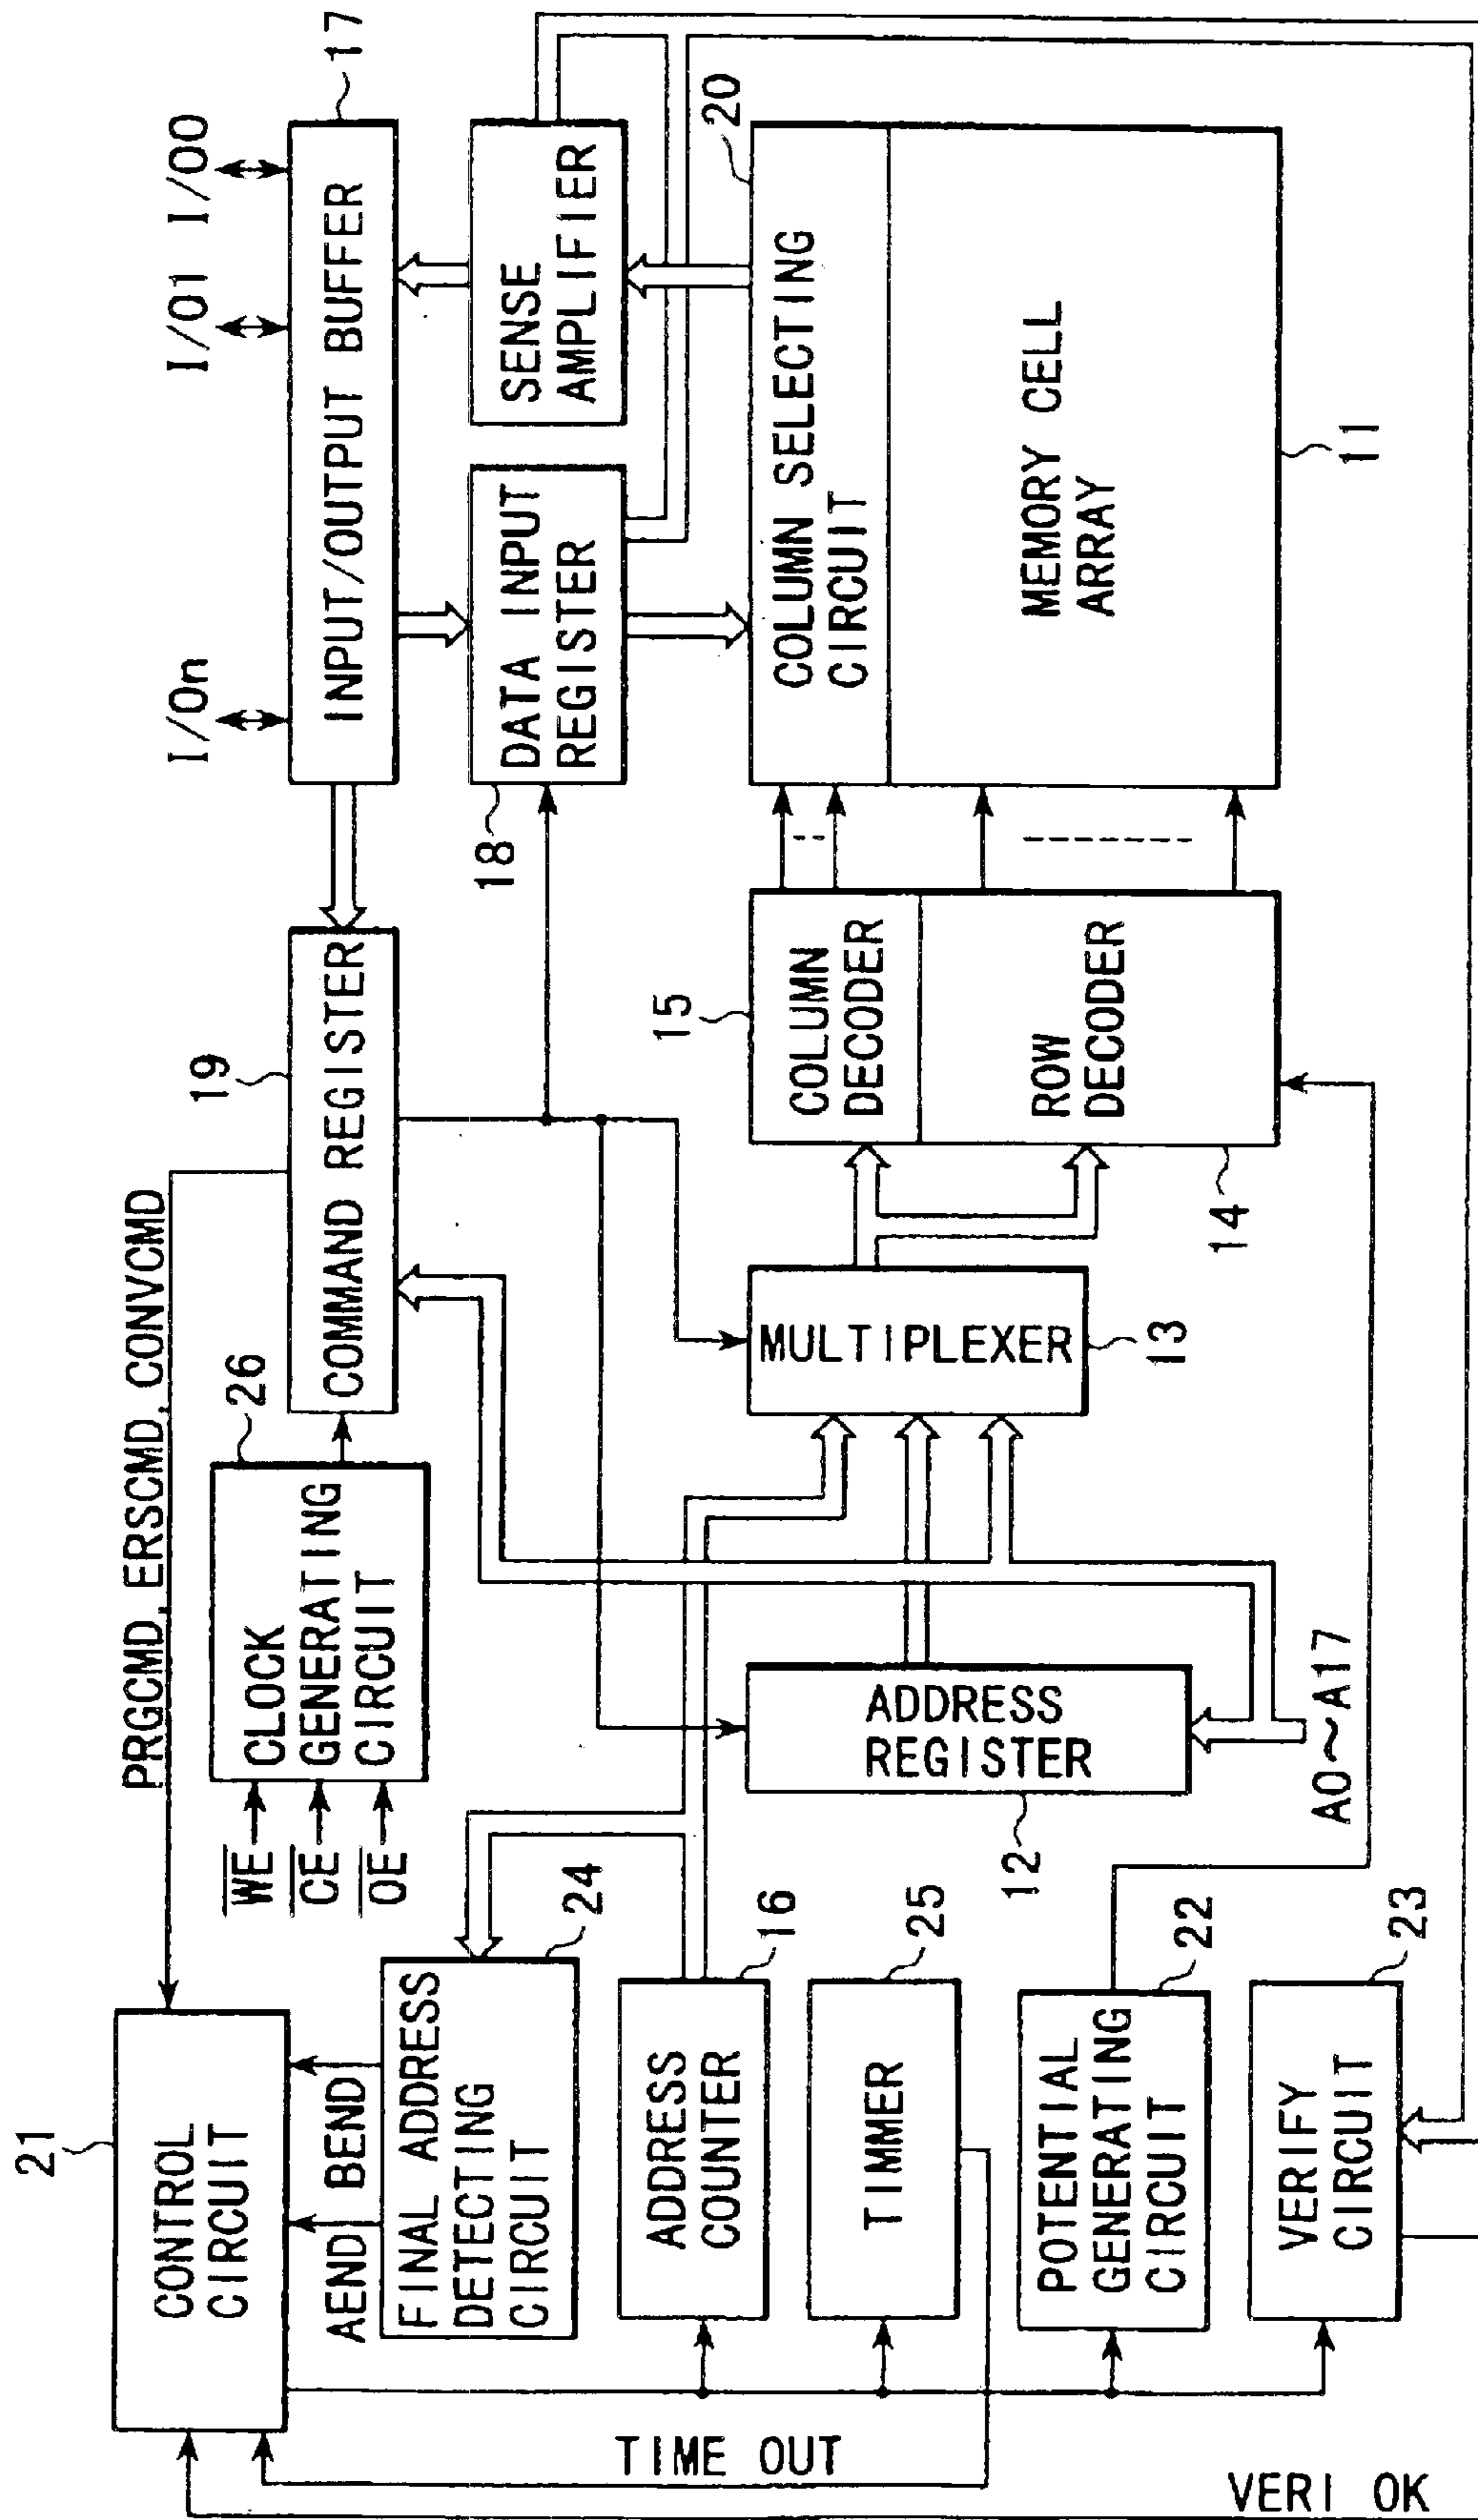 21
CONTROL
CIRCUIT
PRGCMD, ERSCMD, CONVCMD
AEND
BEND
FINAL ADDRESS
DETECTING
CIRCUIT
24
WE
CE
OE
CLOCK
GENERATING
CIRCUIT
26
19
COMMAND REGISTER
I/On
I/O1
I/O0
INPUT/OUTPUT BUFFER
17
DATA INPUT
REGISTER
18
SENSE
AMPLIFIER
ADDRESS
COUNTER
16
TIMMER
25
TIME OUT
ADDRESS
REGISTER
12
MULTIPLEXER
13
15
COLUMN
DECODER
ROW
DECODER
14
COLUMN SELECTING
CIRCUIT
20
MEMORY CELL
ARRAY
11
POTENTIAL
GENERATING
CIRCUIT
22
A0~A17
VERIFY
CIRCUIT
23
VERI OK